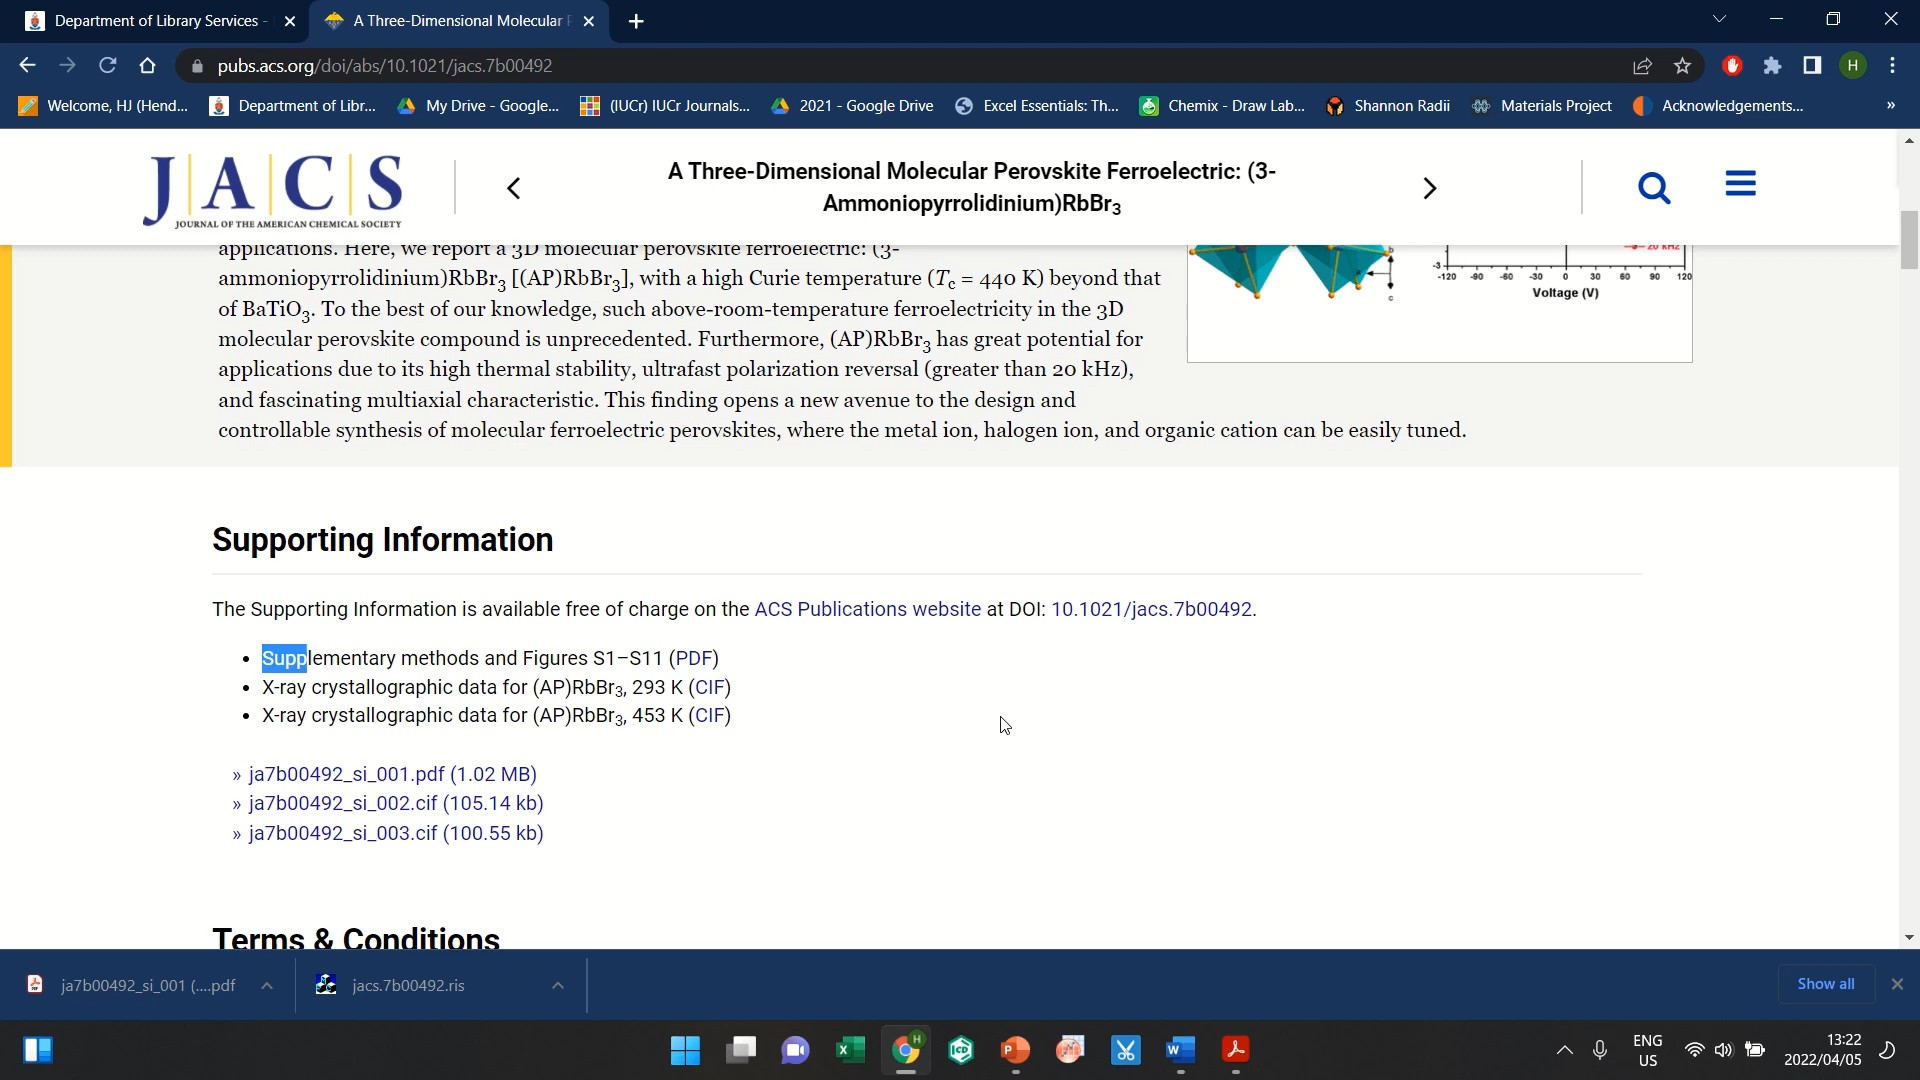 Department of Library Services -
A Three-Dimensional Molecular P
pubs.acs.org/doi/abs/10.1021/jacs.7b00492
H
Welcome, HJ (Hend... Department of Libr... My Drive - Google... (IUCr) IUCr Journals... 2021 - Google Drive Excel Essentials: Th... Chemix - Draw Lab... Shannon Radii Materials Project Acknowledgements... »
J|A|C|S
JOURNAL OF THE AMERICAN CHEMICAL SOCIETY
A Three-Dimensional Molecular Perovskite Ferroelectric: (3-
Ammoniopyrrolidinium)RbBr3
applications. Here, we report a 3D molecular perovskite ferroelectric: (3-
ammoniopyrrolidinium)RbBr3 [(AP)RbBr3], with a high Curie temperature (Tc = 440 K) beyond that
of BaTiO3. To the best of our knowledge, such above-room-temperature ferroelectricity in the 3D
molecular perovskite compound is unprecedented. Furthermore, (AP)RbBr3 has great potential for
applications due to its high thermal stability, ultrafast polarization reversal (greater than 20 kHz),
and fascinating multiaxial characteristic. This finding opens a new avenue to the design and
controllable synthesis of molecular ferroelectric perovskites, where the metal ion, halogen ion, and organic cation can be easily tuned.
b
c
20 kHz
-3
-120 -90 -60 -30 0 30 60 90 120
Voltage (V)
Supporting Information
The Supporting Information is available free of charge on the ACS Publications website at DOI: 10.1021/jacs.7b00492.
• Supplementary methods and Figures S1–S11 (PDF)
• X-ray crystallographic data for (AP)RbBr3, 293 K (CIF)
• X-ray crystallographic data for (AP)RbBr3, 453 K (CIF)
» ja7b00492_si_001.pdf (1.02 MB)
» ja7b00492_si_002.cif (105.14 kb)
» ja7b00492_si_003.cif (100.55 kb)
Terms & Conditions
ja7b00492_si_001 (....pdf
jacs.7b00492.ris
Show all
ENG
US
13:22
2022/04/05